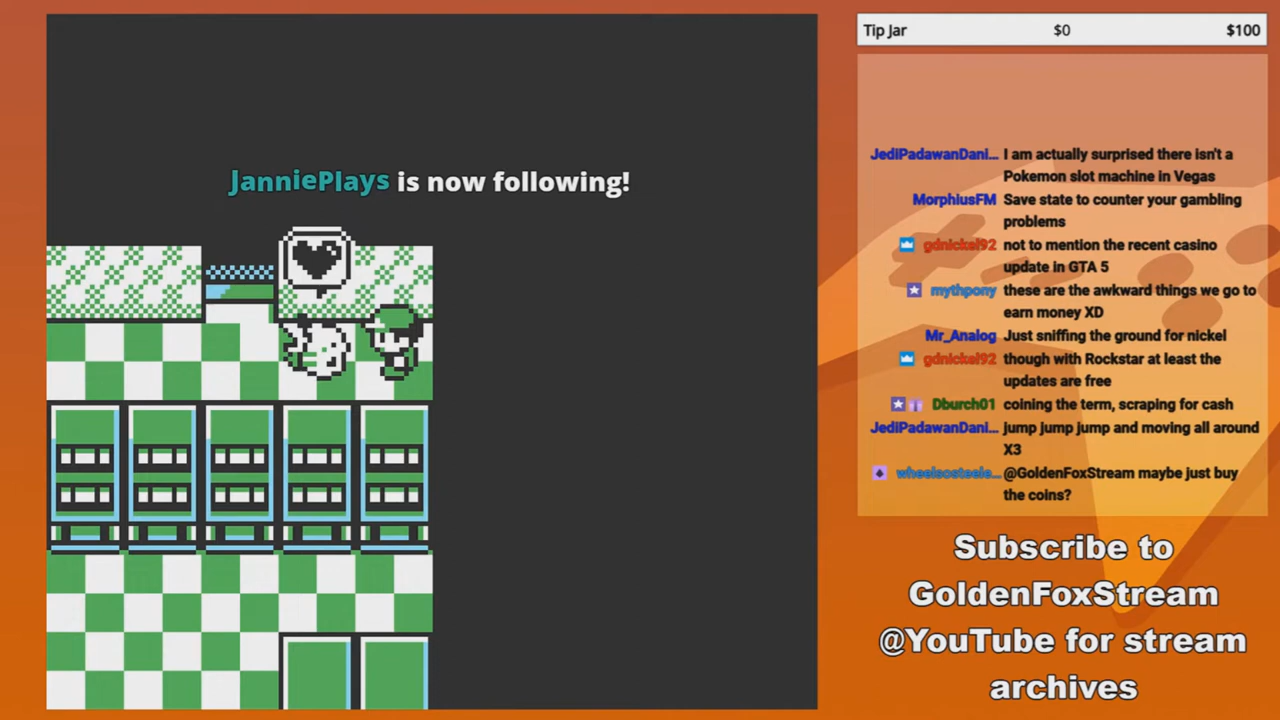 JanniePlays is now following!
Tip Jar $0 $100
JediPadawanDani... I am actually surprised there isn't a
Pokemon slot machine in Vegas
MorphiusFM Save state to counter your gambling
problems
gdnickel92 not to mention the recent casino
update in GTA 5
mythpony these are the awkward things we go to
earn money XD
Mr_Analog Just sniffing the ground for nickel
gdnickel92 though with Rockstar at least the
updates are free
Dburch01 coining the term, scraping for cash
JediPadawanDani... jump jump jump and moving all around
X3
wheelsosteele... @GoldenFoxStream maybe just buy
the coins?
Subscribe to
GoldenFoxStream
@YouTube for stream
archives